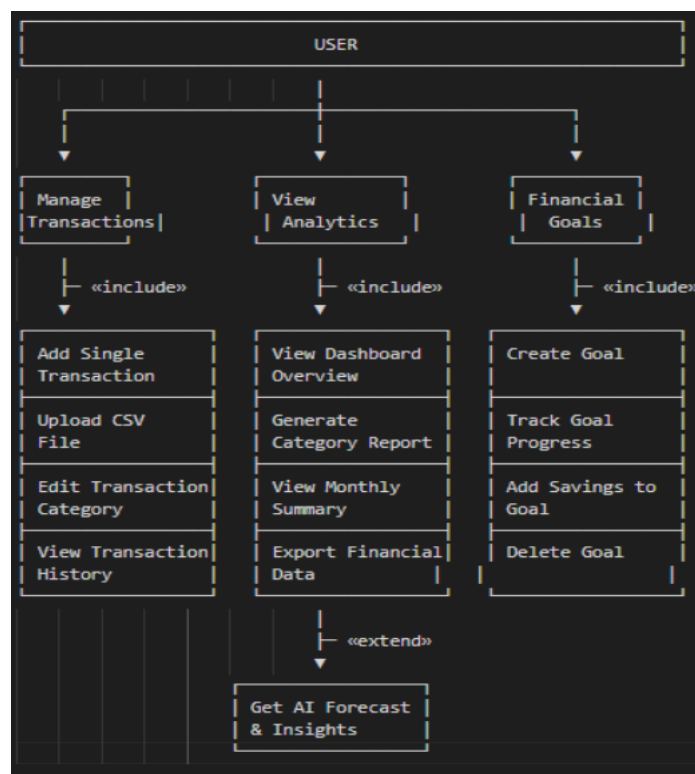 USER
Manage
Transactions
View
Analytics
Financial
Goals
«include»
«include»
«include»
Add Single
Transaction
Upload CSV
File
Edit Transaction
Category
View Transaction
History
View Dashboard
Overview
Generate
Category Report
View Monthly
Summary
Export Financial
Data
Create Goal
Track Goal
Progress
Add Savings to
Goal
Delete Goal
«extend»
Get AI Forecast
& Insights